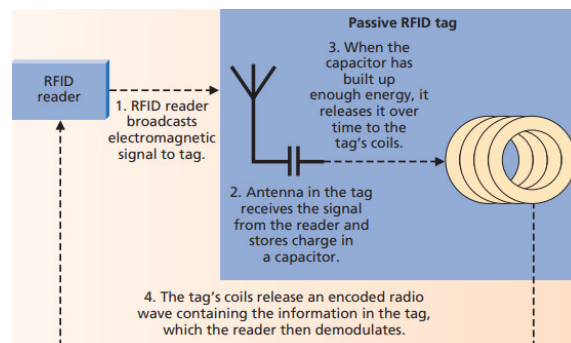 Passive RFID tag
RFID
reader
1. RFID reader
broadcasts
electromagnetic
signal to tag.
2. Antenna in the tag
receives the signal
from the reader and
stores charge in
a capacitor.
3. When the
capacitor has
built up
enough energy, it
releases it over
time to the
tag's coils.
4. The tag's coils release an encoded radio
wave containing the information in the tag,
which the reader then demodulates.